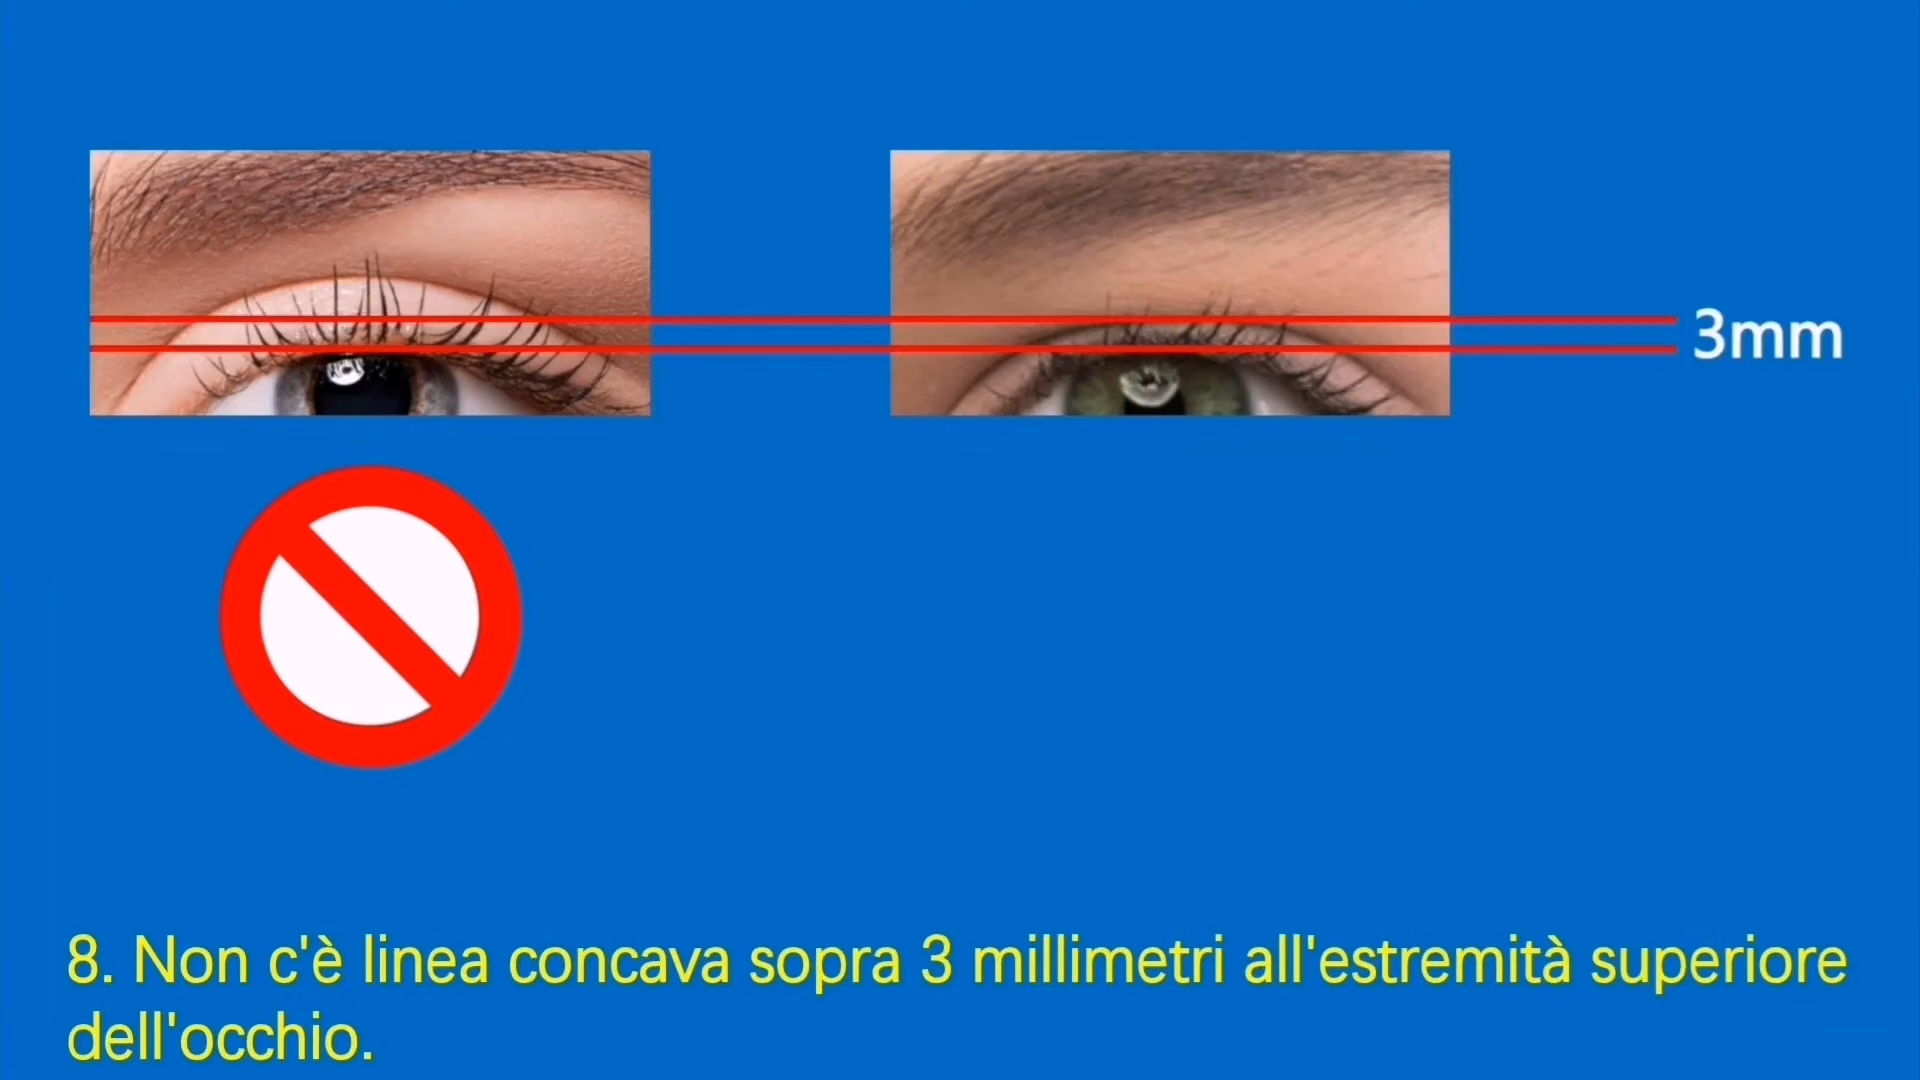 3mm
8. Non c'è linea concava sopra 3 millimetri all'estremità superiore
dell'occhio.